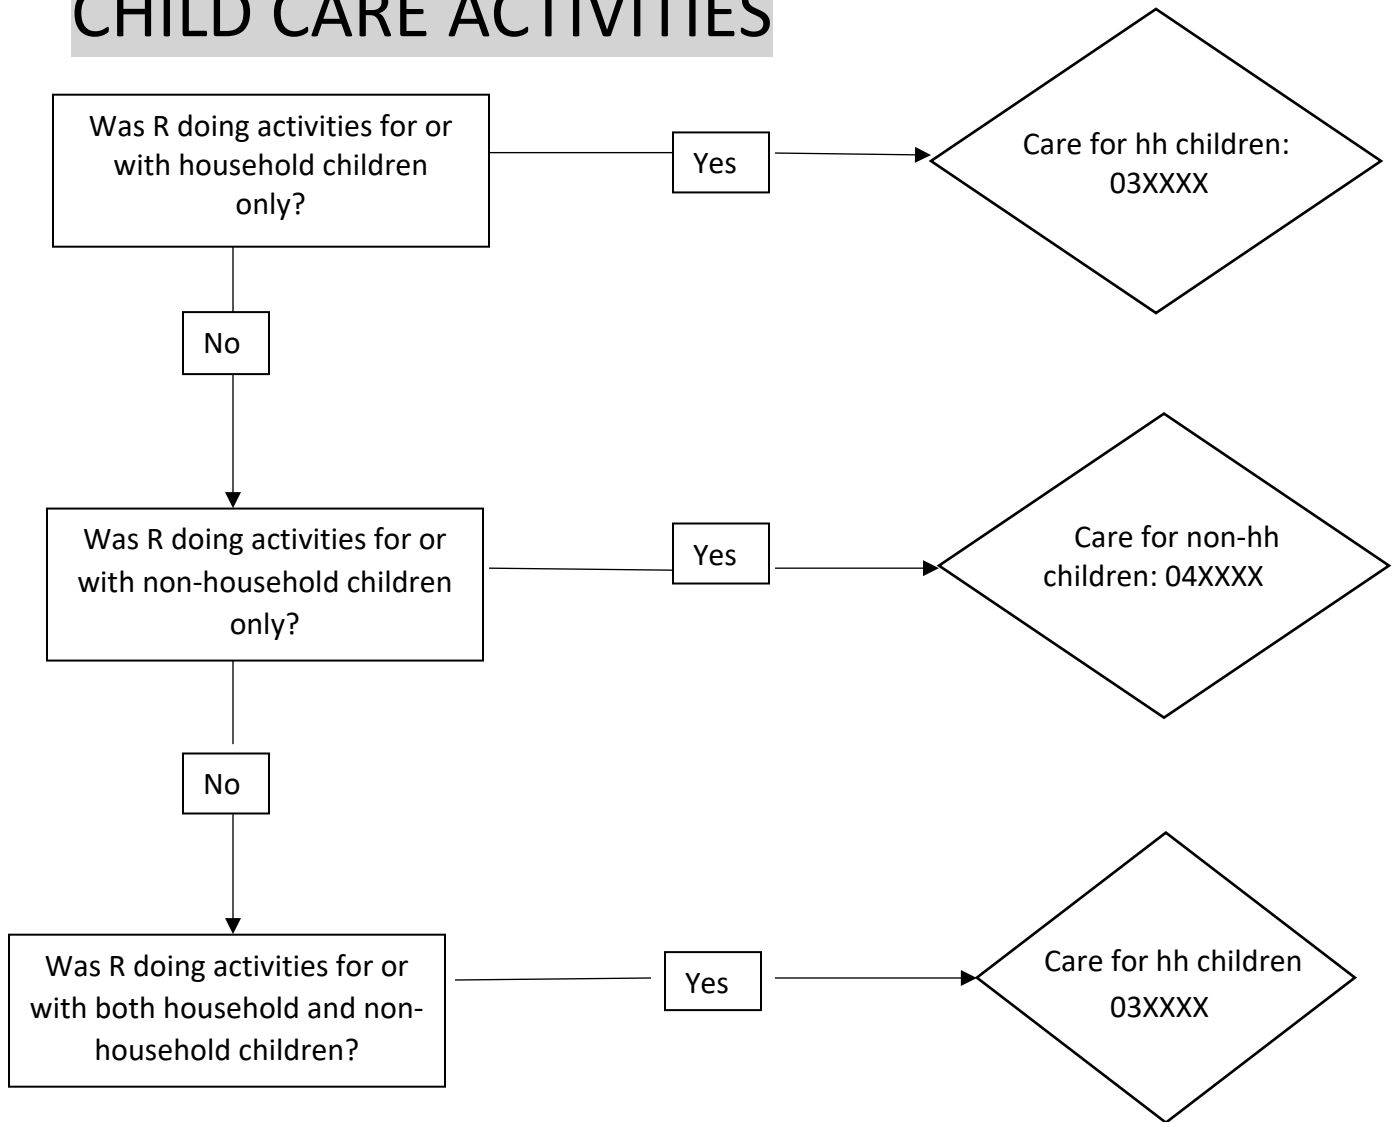 CHILD CARE ACTIVITIES
Was R doing activities for or
with household children
only?
Yes
Care for hh children:
03XXXX
No
Was R doing activities for or
with non-household children
only?
Yes
Care for non-hh
children: 04XXXX
No
Was R doing activities for or
with both household and non-
household children?
Yes
Care for hh children
03XXXX